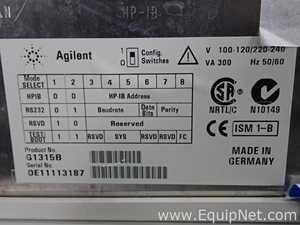 HP-IB
Agilent
1
0
Config. Switches
V 100-120/220-240
VA 300 Hz 50/60
Mode SELECT 1 2 3 4 5 6 7 8
HPIB 0 0 HP-IB Address
RS232 0 1 Baudrate Data Bits Parity
RSVD 1 0 Reserved
TEST/BOOT 1 1 RSVD SYS RSVD RSVD FC
NRTL/C
N10149
ISM 1-B
Product No.
G1315B
Serial No.
DE11113187
MADE IN GERMANY
www.EquipNet.com